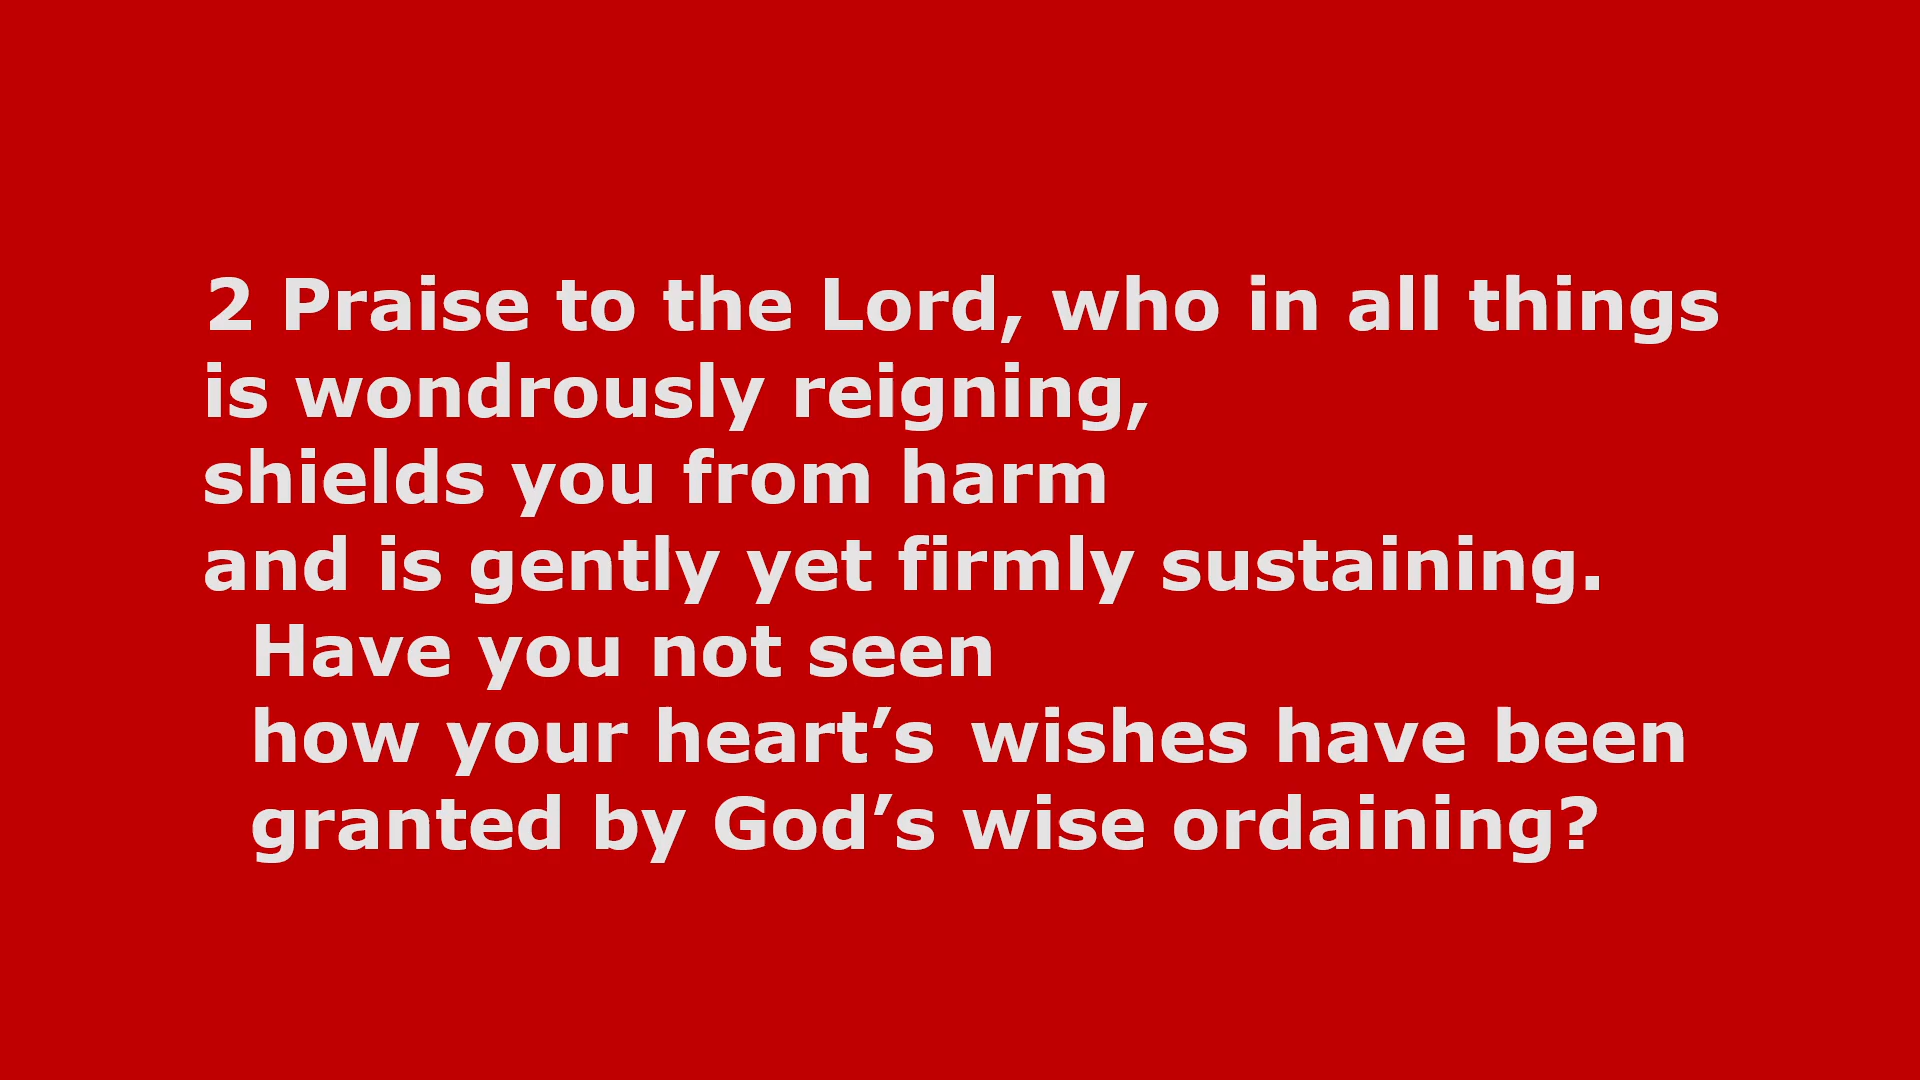 2 Praise to the Lord, who in all things
is wondrously reigning,
shields you from harm
and is gently yet firmly sustaining.
Have you not seen
how your heart’s wishes have been
granted by God’s wise ordaining?